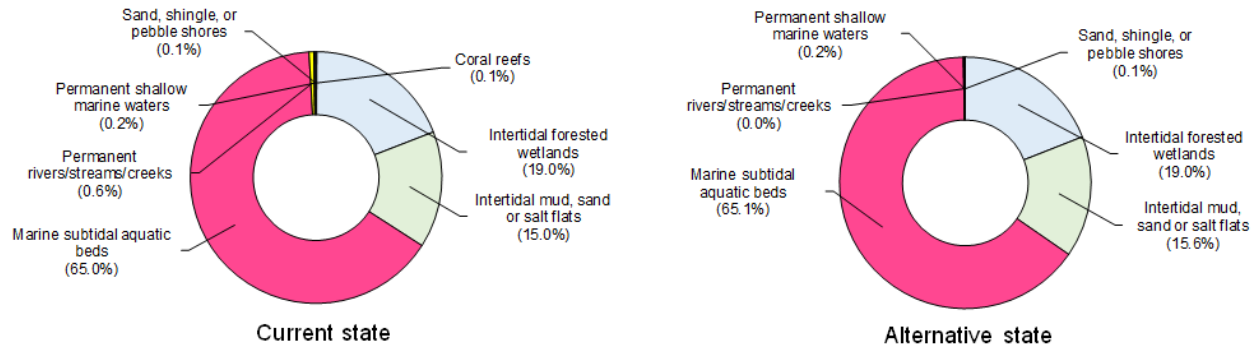 Sand, shingle, or
pebble shores
(0.1%)
Coral reefs
(0.1%)
Permanent shallow
marine waters
(0.2%)
Intertidal forested
wetlands
(19.0%)
Permanent
rivers/streams/creeks
(0.6%)
Intertidal mud, sand
or salt flats
(15.0%)
Marine subtidal aquatic
beds
(65.0%)
Current state
Permanent shallow
marine waters
(0.2%)
Sand, shingle, or
pebble shores
(0.1%)
Permanent
rivers/streams/creeks
(0.0%)
Intertidal forested
wetlands
(19.0%)
Marine subtidal
aquatic beds
(65.1%)
Intertidal mud,
sand or salt flats
(15.6%)
Alternative state